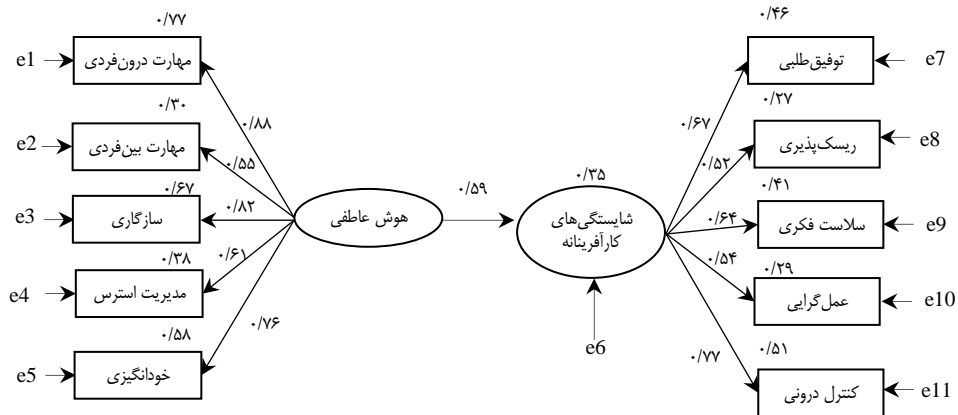 ۰/۷۷
e1
مهارت درون‌فردی
۰/۸۸
۰/۳۰
e2
مهارت بین‌فردی
۰/۵۵
۰/۶۷
e3
سازگاری
۰/۸۲
۰/۳۸
e4
مدیریت استرس
۰/۶۱
۰/۵۸
e5
خودانگیزی
۰/۷۶
هوش عاطفی
۰/۵۹
۰/۳۵
شایستگی‌های
کارآفرینانه
e6
۰/۴۶
توفیق‌طلبی
e7
۰/۶۷
۰/۲۷
ریسک‌پذیری
e8
۰/۵۲
۰/۴۱
سلاست فکری
e9
۰/۶۴
۰/۲۹
عمل‌گرایی
e10
۰/۵۴
۰/۵۱
کنترل درونی
e11
۰/۷۷